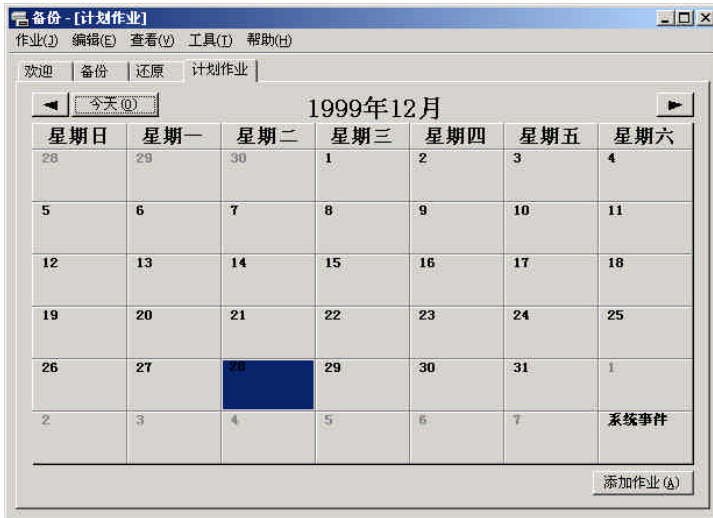 备份 - [计划作业]
作业(J) 编辑(E) 查看(V) 工具(T) 帮助(H)
欢迎 备份 还原 计划作业
今天(O) 1999年12月
星期日 星期一 星期二 星期三 星期四 星期五 星期六
28 29 30 1 2 3 4
5 6 7 8 9 10 11
12 13 14 15 16 17 18
19 20 21 22 23 24 25
26 27 28 29 30 31 1
2 3 4 5 6 7 系统事件
添加作业(A)